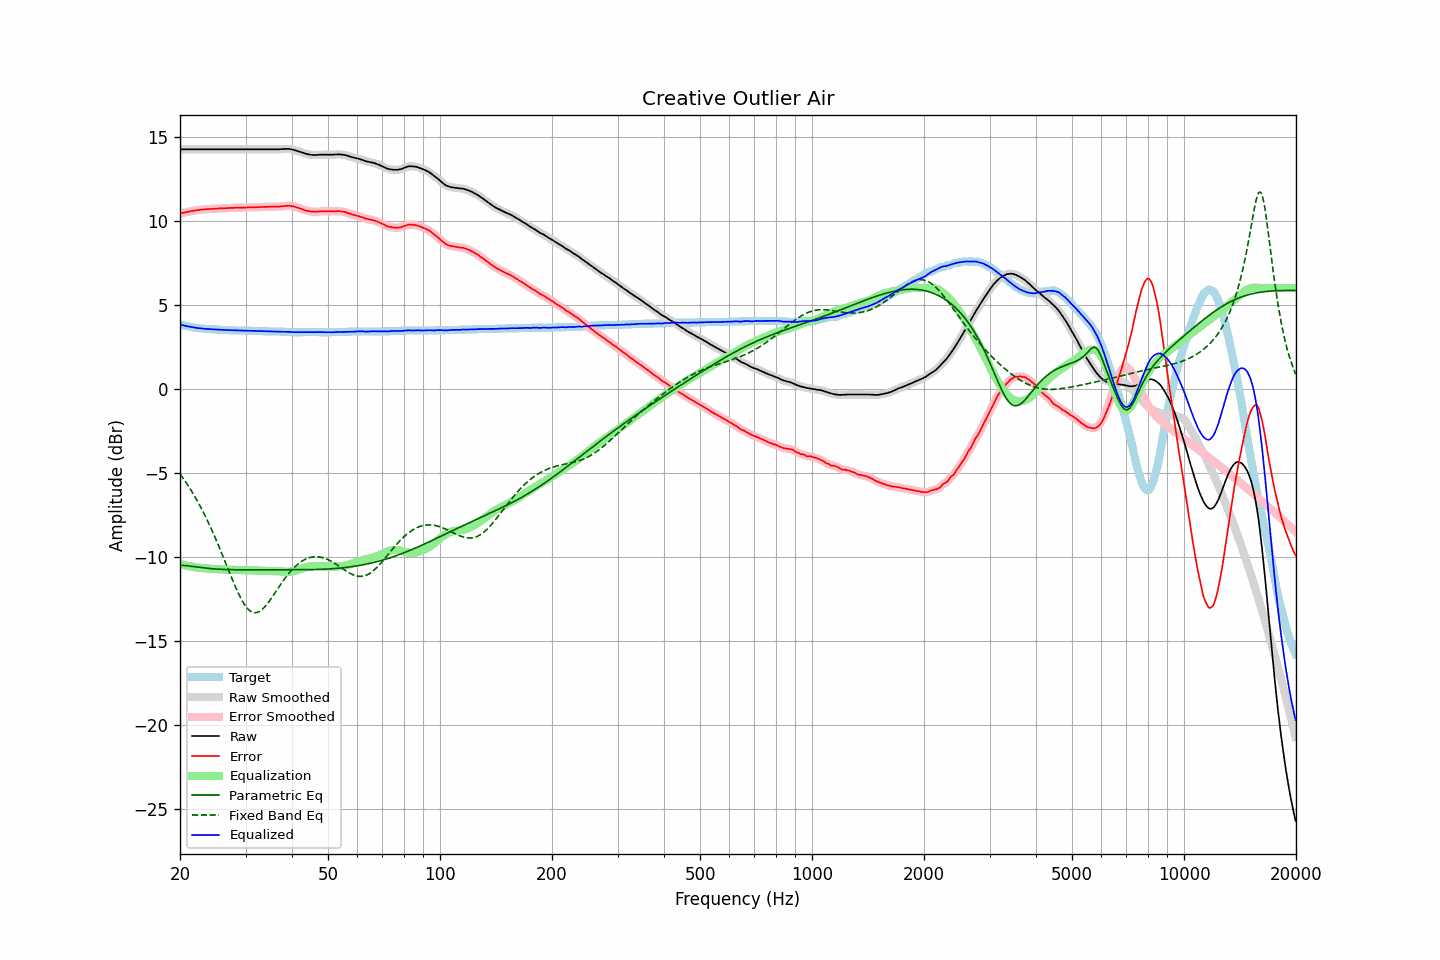 Creative Outlier Air
15
10
5
0
−5
−10
−15
−20
−25
Amplitude (dBr)
Target
Raw Smoothed
Error Smoothed
Raw
Error
Equalization
Parametric Eq
Fixed Band Eq
Equalized
20 50 100 200 500 1000 2000 5000 10000 20000
Frequency (Hz)